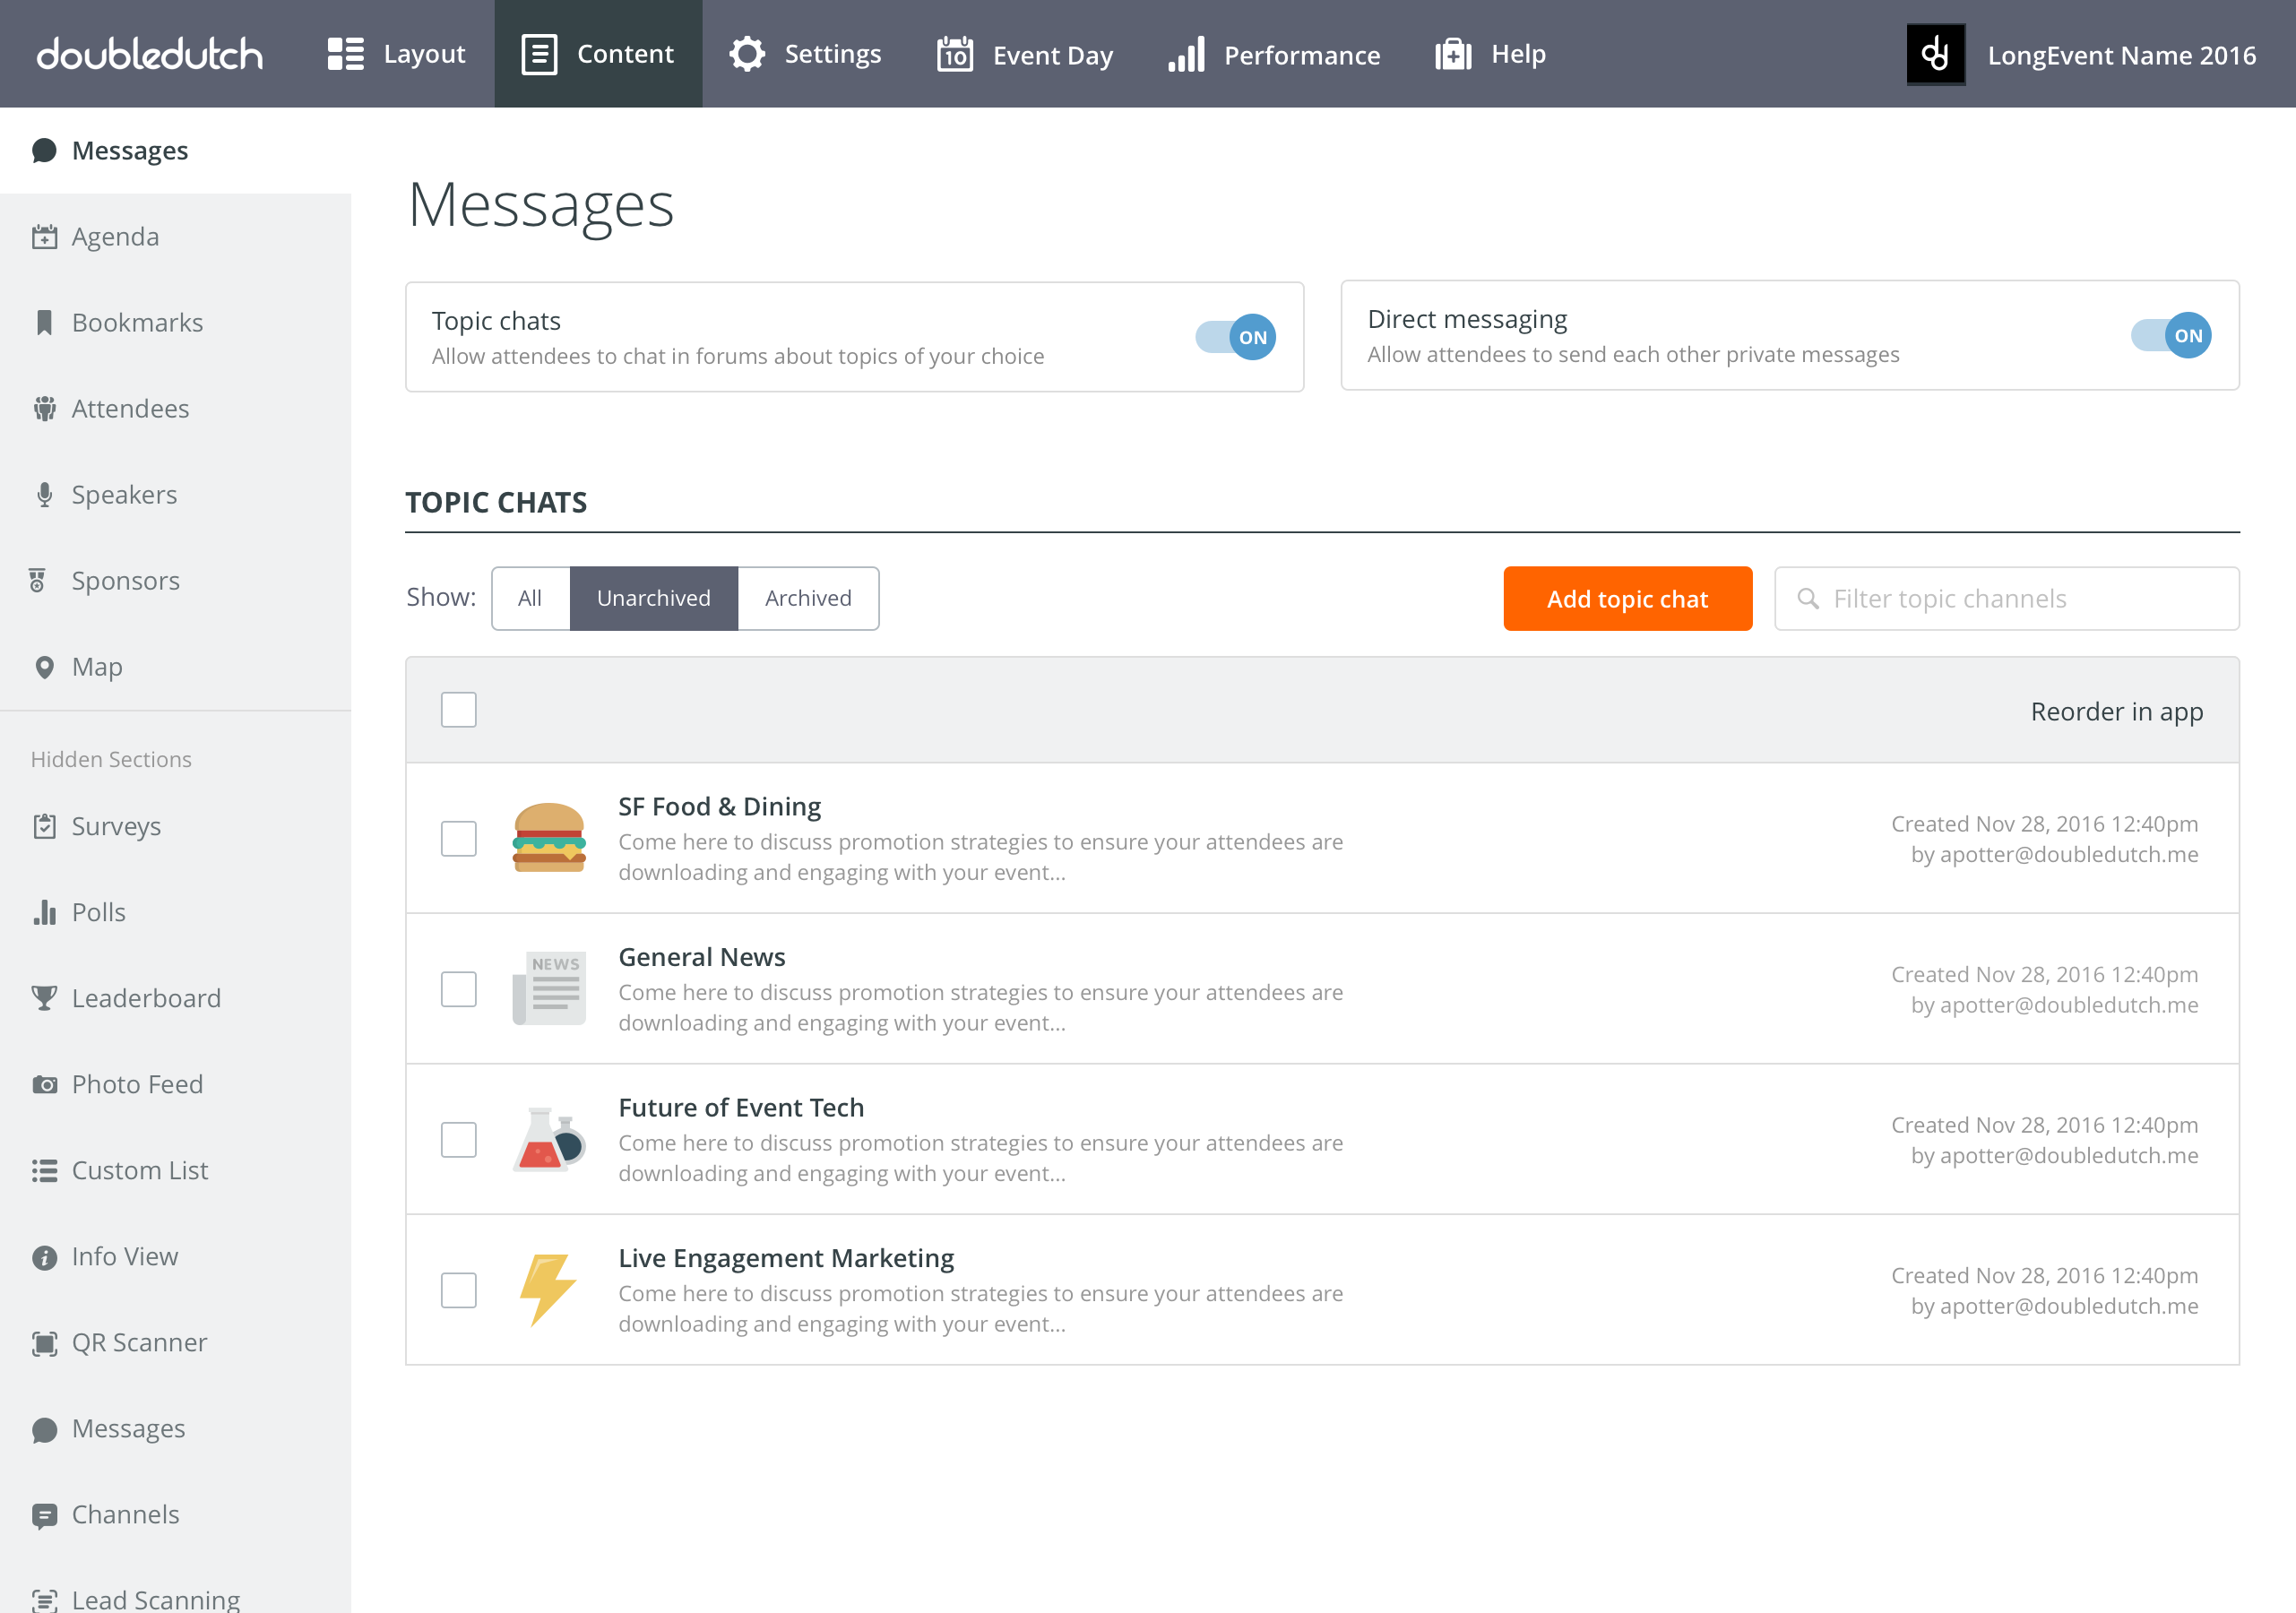 doubledutch
Layout
Content
Settings
10
Event Day
Performance
Help
LongEvent Name 2016
Messages
Agenda
Bookmarks
Attendees
Speakers
Sponsors
Map
Hidden Sections
Surveys
Polls
Leaderboard
Photo Feed
Custom List
Info View
QR Scanner
Messages
Channels
Lead Scanning
Messages
Topic chats
Allow attendees to chat in forums about topics of your choice
ON
Direct messaging
Allow attendees to send each other private messages
ON
TOPIC CHATS
Show:
All
Unarchived
Archived
Add topic chat
Filter topic channels
Reorder in app
SF Food & Dining
Come here to discuss promotion strategies to ensure your attendees are
downloading and engaging with your event...
Created Nov 28, 2016 12:40pm
by apotter@doubledutch.me
NEWS
General News
Come here to discuss promotion strategies to ensure your attendees are
downloading and engaging with your event...
Created Nov 28, 2016 12:40pm
by apotter@doubledutch.me
Future of Event Tech
Come here to discuss promotion strategies to ensure your attendees are
downloading and engaging with your event...
Created Nov 28, 2016 12:40pm
by apotter@doubledutch.me
Live Engagement Marketing
Come here to discuss promotion strategies to ensure your attendees are
downloading and engaging with your event...
Created Nov 28, 2016 12:40pm
by apotter@doubledutch.me